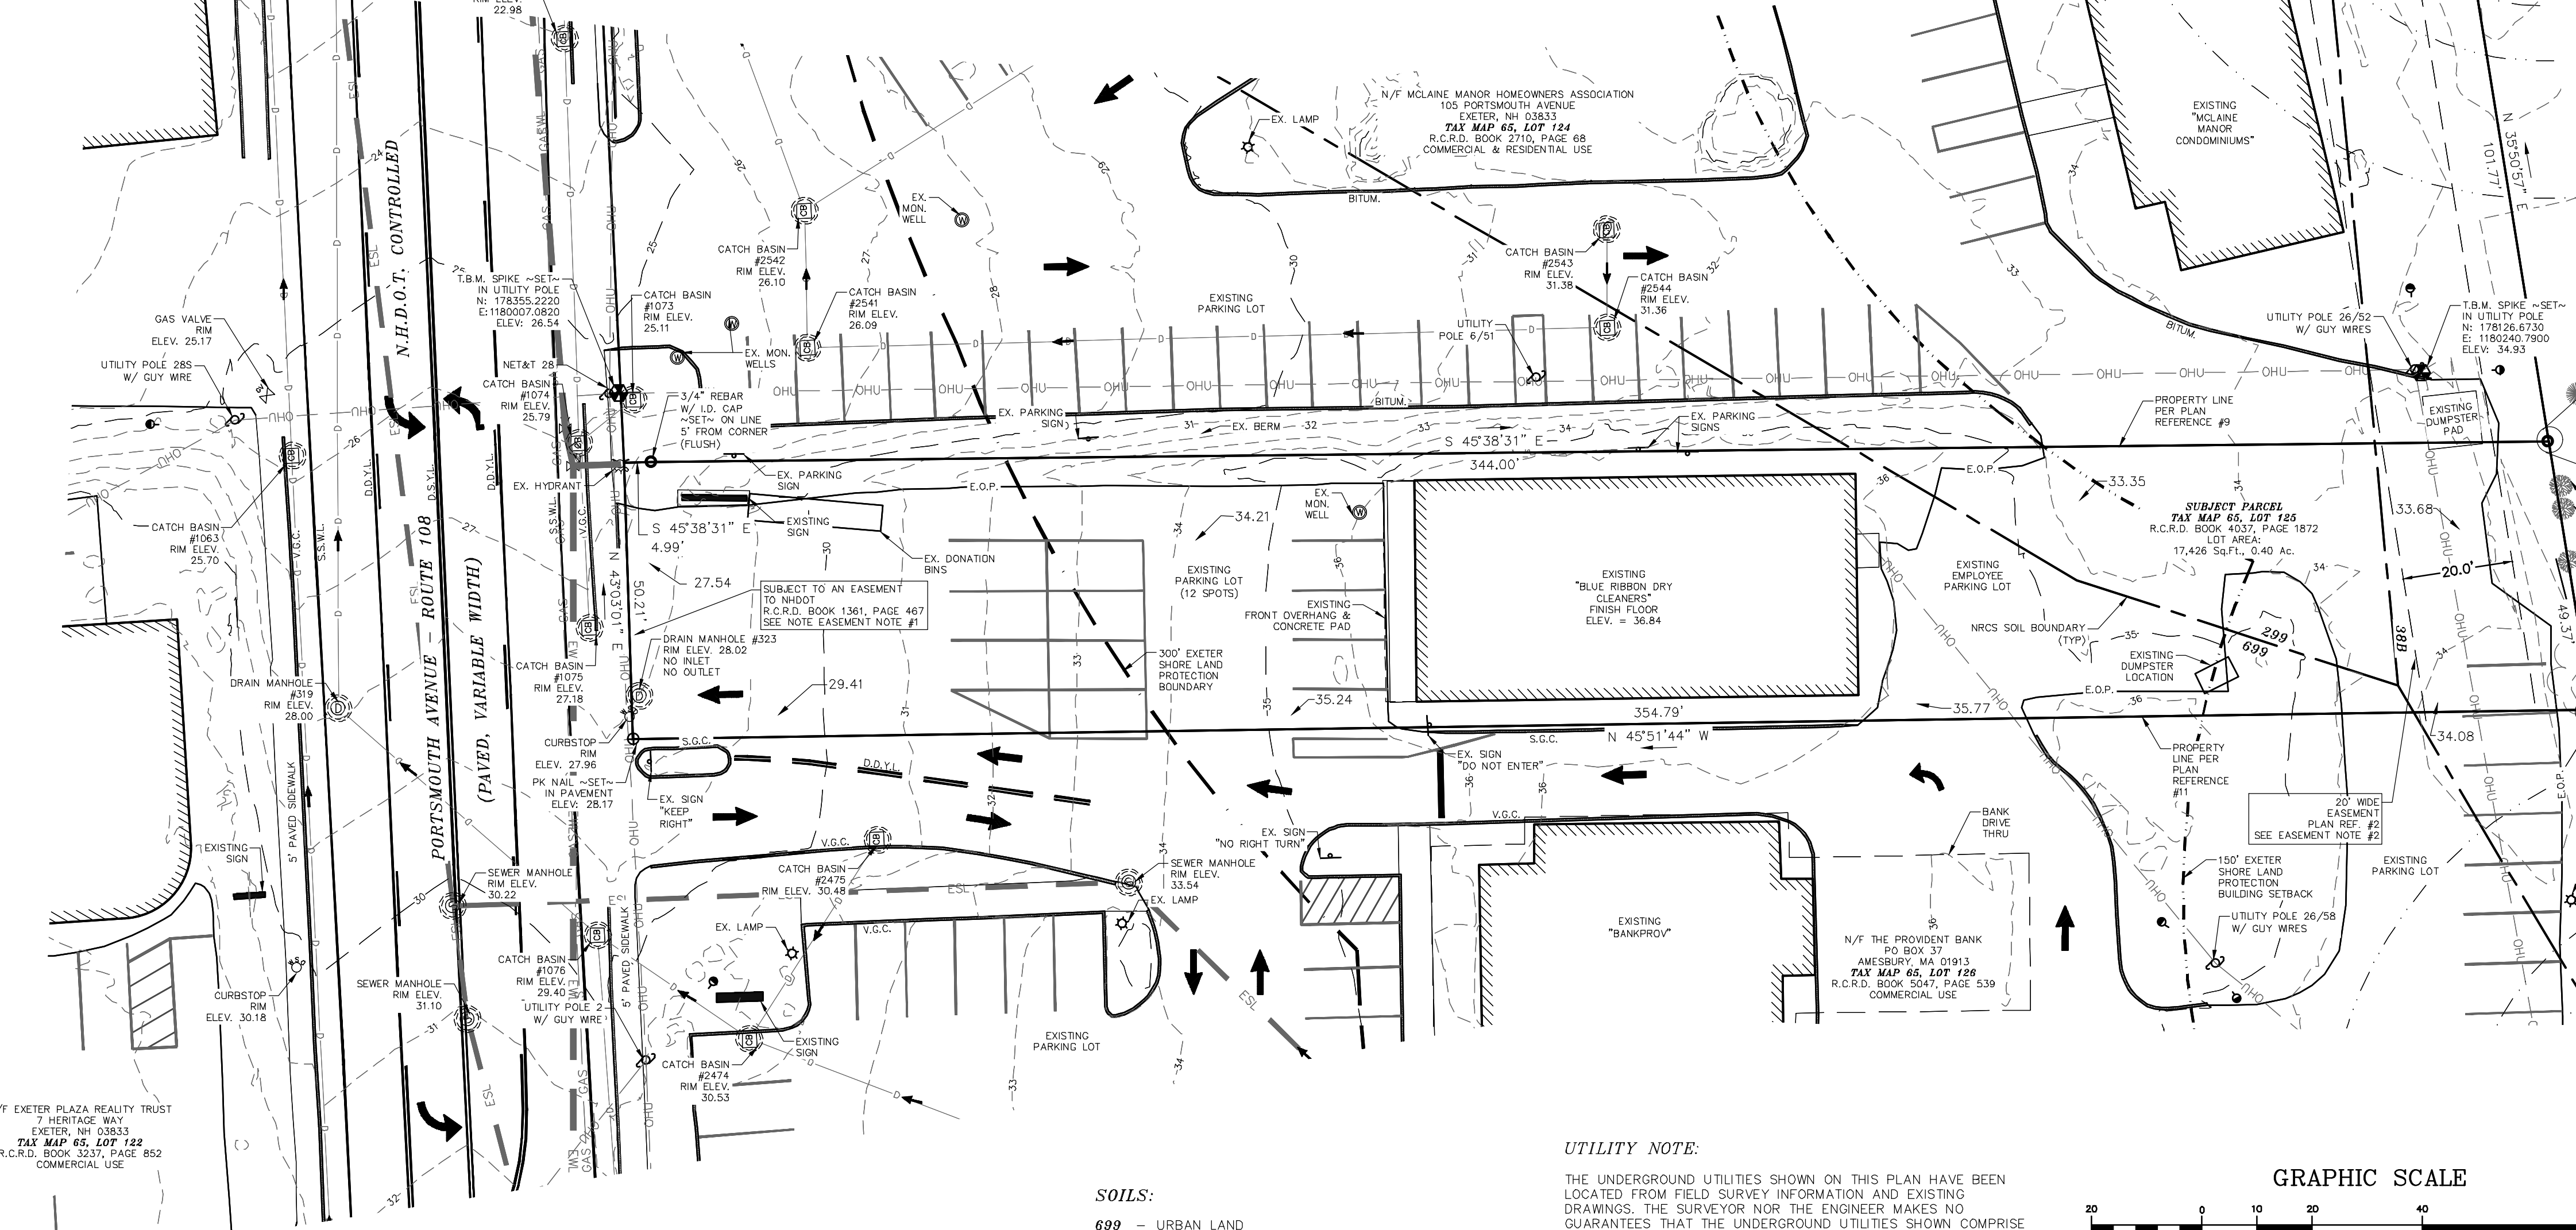 RIM ELEV.
22.98
N.H.D.O.T. CONTROLLED
PORTSMOUTH AVENUE - ROUTE 108
(PAVED, VARIABLE WIDTH)
GAS VALVE
RIM
ELEV. 25.17
UTILITY POLE 28S
W/ GUY WIRE
CATCH BASIN
#1063
RIM ELEV.
25.70
DRAIN MANHOLE
#319
RIM ELEV.
28.00
5' PAVED SIDEWALK
EXISTING
SIGN
CURBSTOP
RIM
ELEV. 30.18
/F EXETER PLAZA REALITY TRUST
7 HERITAGE WAY
EXETER, NH 03833
TAX MAP 65, LOT 122
R.C.R.D. BOOK 3237, PAGE 852
COMMERCIAL USE
T.B.M. SPIKE ~SET~
IN UTILITY POLE
N: 178355.2220
E:1180007.0820
ELEV: 26.54
NET&T 28
CATCH BASIN
#1074
RIM ELEV.
25.79
EX. HYDRANT
CATCH BASIN
#1075
RIM ELEV.
27.18
CURBSTOP
RIM
ELEV. 27.96
PK NAIL ~SET~
IN PAVEMENT
ELEV: 28.17
SEWER MANHOLE
RIM ELEV.
30.22
CATCH BASIN
#1076
RIM ELEV.
29.40
SEWER MANHOLE
RIM ELEV.
31.10
UTILITY POLE 2
W/ GUY WIRE
5' PAVED SIDEWALK
D.D.Y.L.
D.S.Y.L.
D.D.Y.L.
S.S.W.L.
V.G.C.
S.S.W.L.
V.G.C.
CATCH BASIN
#1073
RIM ELEV.
25.11
CATCH BASIN
#2542
RIM ELEV.
26.10
CATCH BASIN
#2541
RIM ELEV.
26.09
EX.
MON.
WELL
EX. MON.
WELLS
3/4" REBAR
W/ I.D. CAP
~SET~ ON LINE
5' FROM CORNER
(FLUSH)
EX. PARKING
SIGN
EXISTING
SIGN
S 45°38'31" E
4.99'
N 43°03'01" E
50.21'
27.54
EX. DONATION
BINS
SUBJECT TO AN EASEMENT
TO NHDOT
R.C.R.D. BOOK 1361, PAGE 467
SEE NOTE EASEMENT NOTE #1
DRAIN MANHOLE #323
RIM ELEV. 28.02
NO INLET
NO OUTLET
29.41
S.G.C.
D.D.Y.L.
EX. SIGN
"KEEP
RIGHT"
V.G.C.
CATCH BASIN
#2475
RIM ELEV. 30.48
ESL
SEWER MANHOLE
RIM ELEV.
33.54
EX. LAMP
EX. LAMP
V.G.C.
EXISTING
SIGN
CATCH BASIN
#2474
RIM ELEV.
30.53
EXISTING
PARKING LOT
EX. LAMP
N/F MCLAINE MANOR HOMEOWNERS ASSOCIATION
105 PORTSMOUTH AVENUE
EXETER, NH 03833
TAX MAP 65, LOT 124
R.C.R.D. BOOK 2710, PAGE 68
COMMERCIAL & RESIDENTIAL USE
BITUM.
EXISTING
PARKING LOT
CATCH BASIN
#2543
RIM ELEV.
31.38
CATCH BASIN
#2544
RIM ELEV.
31.36
UTILITY
POLE 6/51
BITUM.
EX. PARKING
SIGN
EX. BERM
EX. PARKING
SIGNS
S 45°38'31" E
344.00'
E.O.P.
EX.
MON.
WELL
34.21
EXISTING
PARKING LOT
(12 SPOTS)
EXISTING
FRONT OVERHANG &
CONCRETE PAD
300' EXETER
SHORE LAND
PROTECTION
BOUNDARY
35.24
EXISTING
"BLUE RIBBON DRY
CLEANERS"
FINISH FLOOR
ELEV. = 36.84
354.79'
N 45°51'44" W
S.G.C.
EX. SIGN
"DO NOT ENTER"
EX. SIGN
"NO RIGHT TURN"
V.G.C.
EXISTING
"BANKPROV"
BANK
DRIVE
THRU
N/F THE PROVIDENT BANK
PO BOX 37
AMESBURY, MA 01913
TAX MAP 65, LOT 126
R.C.R.D. BOOK 5047, PAGE 539
COMMERCIAL USE
EXISTING
"MCLAINE
MANOR
CONDOMINIUMS"
N 35°50'57" E
101.77'
BITUM.
UTILITY POLE 26/52
W/ GUY WIRES
T.B.M. SPIKE ~SET~
IN UTILITY POLE
N: 178126.6730
E: 1180240.7900
ELEV: 34.93
PROPERTY LINE
PER PLAN
REFERENCE #9
EXISTING
DUMPSTER
PAD
E.O.P.
33.35
SUBJECT PARCEL
TAX MAP 65, LOT 125
R.C.R.D. BOOK 4037, PAGE 1872
LOT AREA:
17,426 Sq.Ft., 0.40 Ac.
33.68
20.0'
49.37'
EXISTING
EMPLOYEE
PARKING LOT
NRCS SOIL BOUNDARY
(TYP)
299
699
38B
EXISTING
DUMPSTER
LOCATION
E.O.P.
35.77
34.08
PROPERTY
LINE PER
PLAN
REFERENCE
#11
20' WIDE
EASEMENT
PLAN REF. #2
SEE EASEMENT NOTE #2
E.O.P.
150' EXETER
SHORE LAND
PROTECTION
BUILDING SETBACK
EXISTING
PARKING LOT
UTILITY POLE 26/58
W/ GUY WIRES
SOILS:
699 - URBAN LAND
UTILITY NOTE:
THE UNDERGROUND UTILITIES SHOWN ON THIS PLAN HAVE BEEN
LOCATED FROM FIELD SURVEY INFORMATION AND EXISTING
DRAWINGS. THE SURVEYOR NOR THE ENGINEER MAKES NO
GUARANTEES THAT THE UNDERGROUND UTILITIES SHOWN COMPRISE
GRAPHIC SCALE
20 0 10 20 40